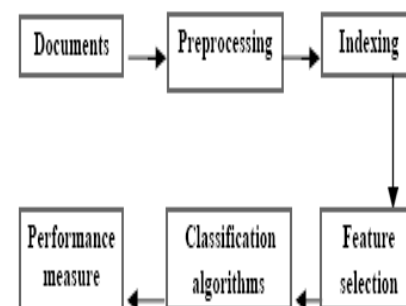 Documents
Preprocessing
Indexing
Feature
selection
Classification
algorithms
Performance
measure